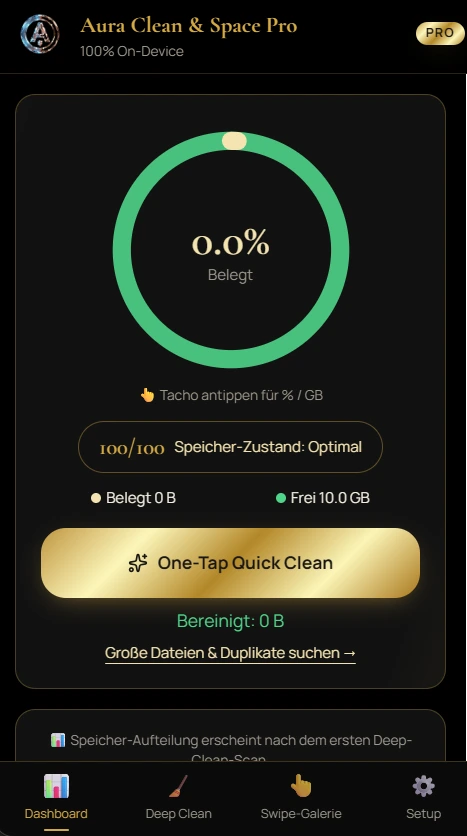 Aura Clean & Space Pro
100% On-Device
PRO
0.0%
Belegt
Tacho antippen für % / GB
100/100 Speicher-Zustand: Optimal
Belegt 0 B
Frei 10.0 GB
One-Tap Quick Clean
Bereinigt: 0 B
Große Dateien & Duplikate suchen →
Speicher-Aufteilung erscheint nach dem ersten Deep-
Clean-Scan
Dashboard
Deep Clean
Swipe-Galerie
Setup